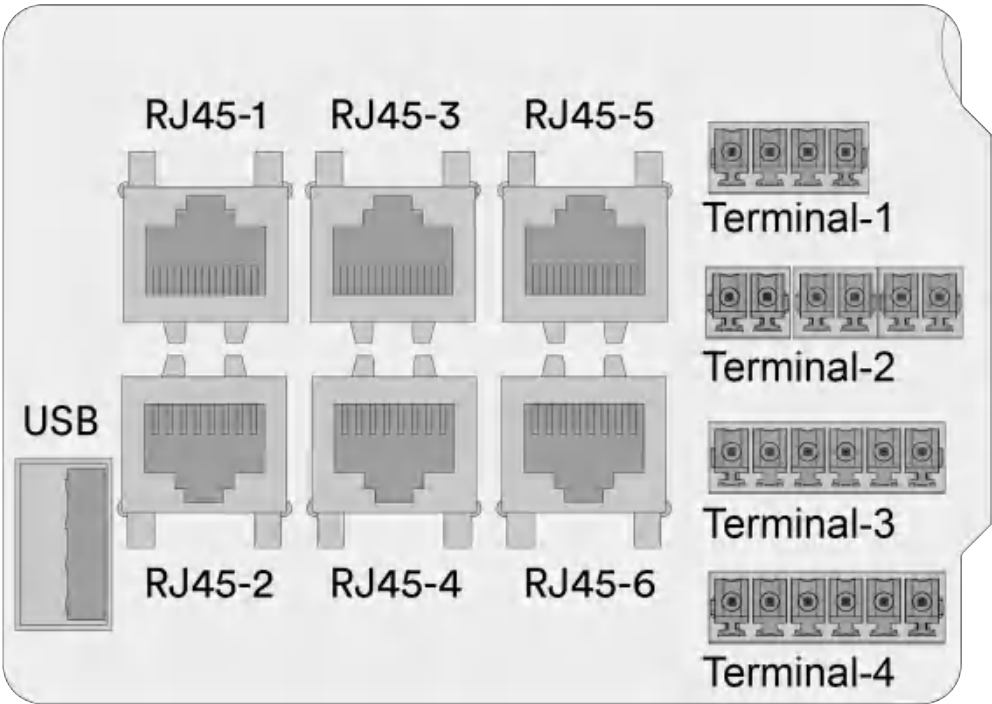 RJ45-1 RJ45-3 RJ45-5
Terminal-1
Terminal-2
USB
Terminal-3
RJ45-2 RJ45-4 RJ45-6
Terminal-4